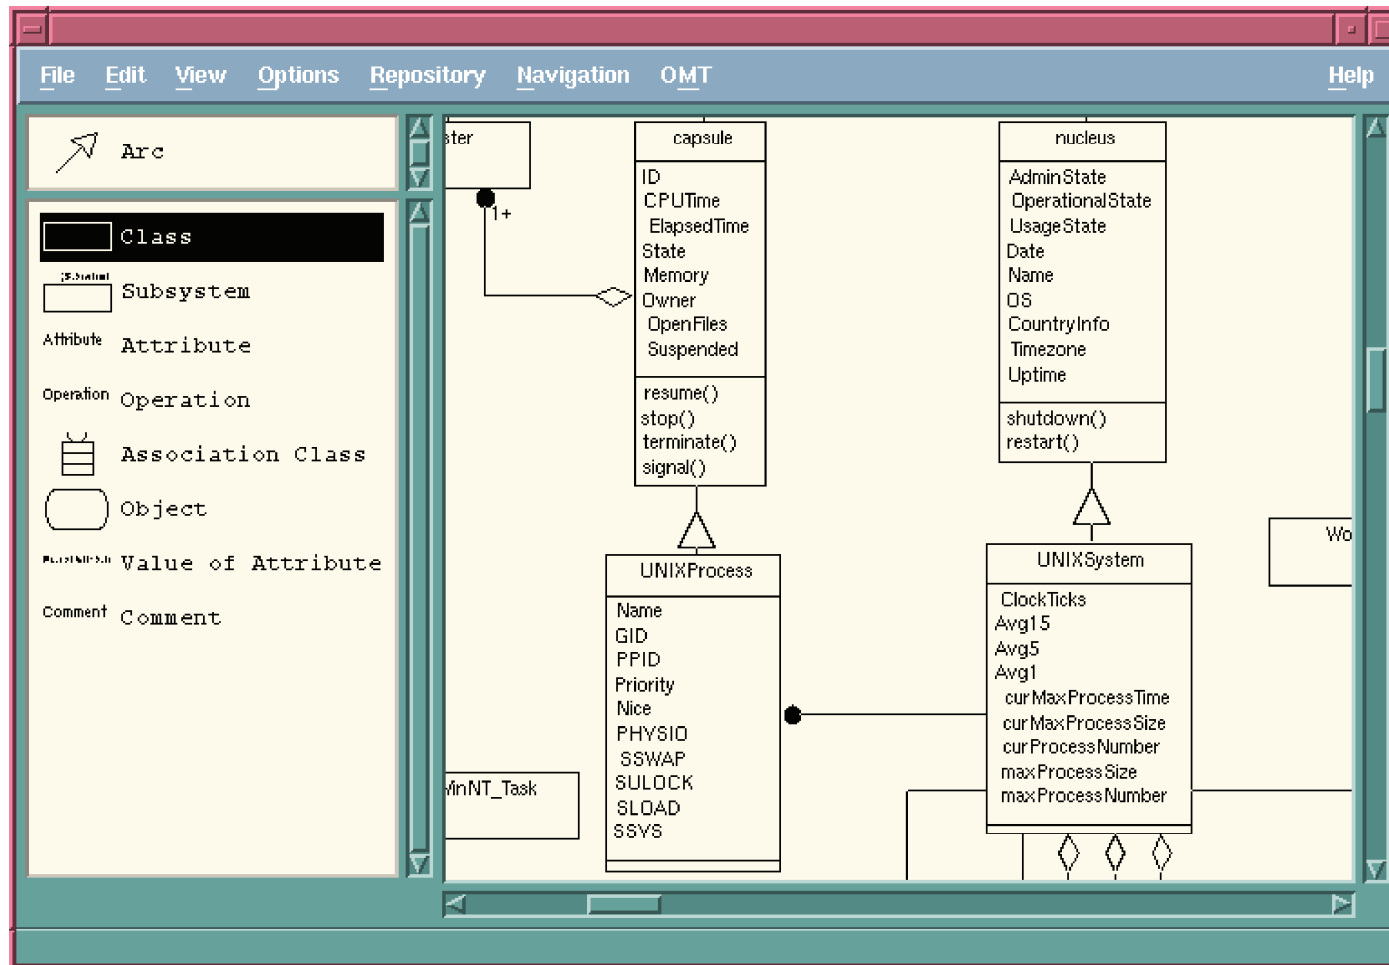 File Edit View Options Repository Navigation OMT Help
Arc
Class
Subsystem
Attribute Attribute
Operation Operation
Association Class
Object
Value of Attribute
Comment Comment
ster
1+
capsule
ID
CPUTime
ElapsedTime
State
Memory
Owner
OpenFiles
Suspended
resume()
stop()
terminate()
signal()
nucleus
AdminState
OperationalState
UsageState
Date
Name
OS
CountryInfo
Timezone
Uptime
shutdown()
restart()
UNIXProcess
Name
GID
PPID
Priority
Nice
PHYSIO
SSWAP
SULOCK
SLOAD
SSYS
UNIXSystem
ClockTicks
Avg15
Avg5
Avg1
curMaxProcessTime
curMaxProcessSize
curProcessNumber
maxProcessSize
maxProcessNumber
Wo
WinNT_Task